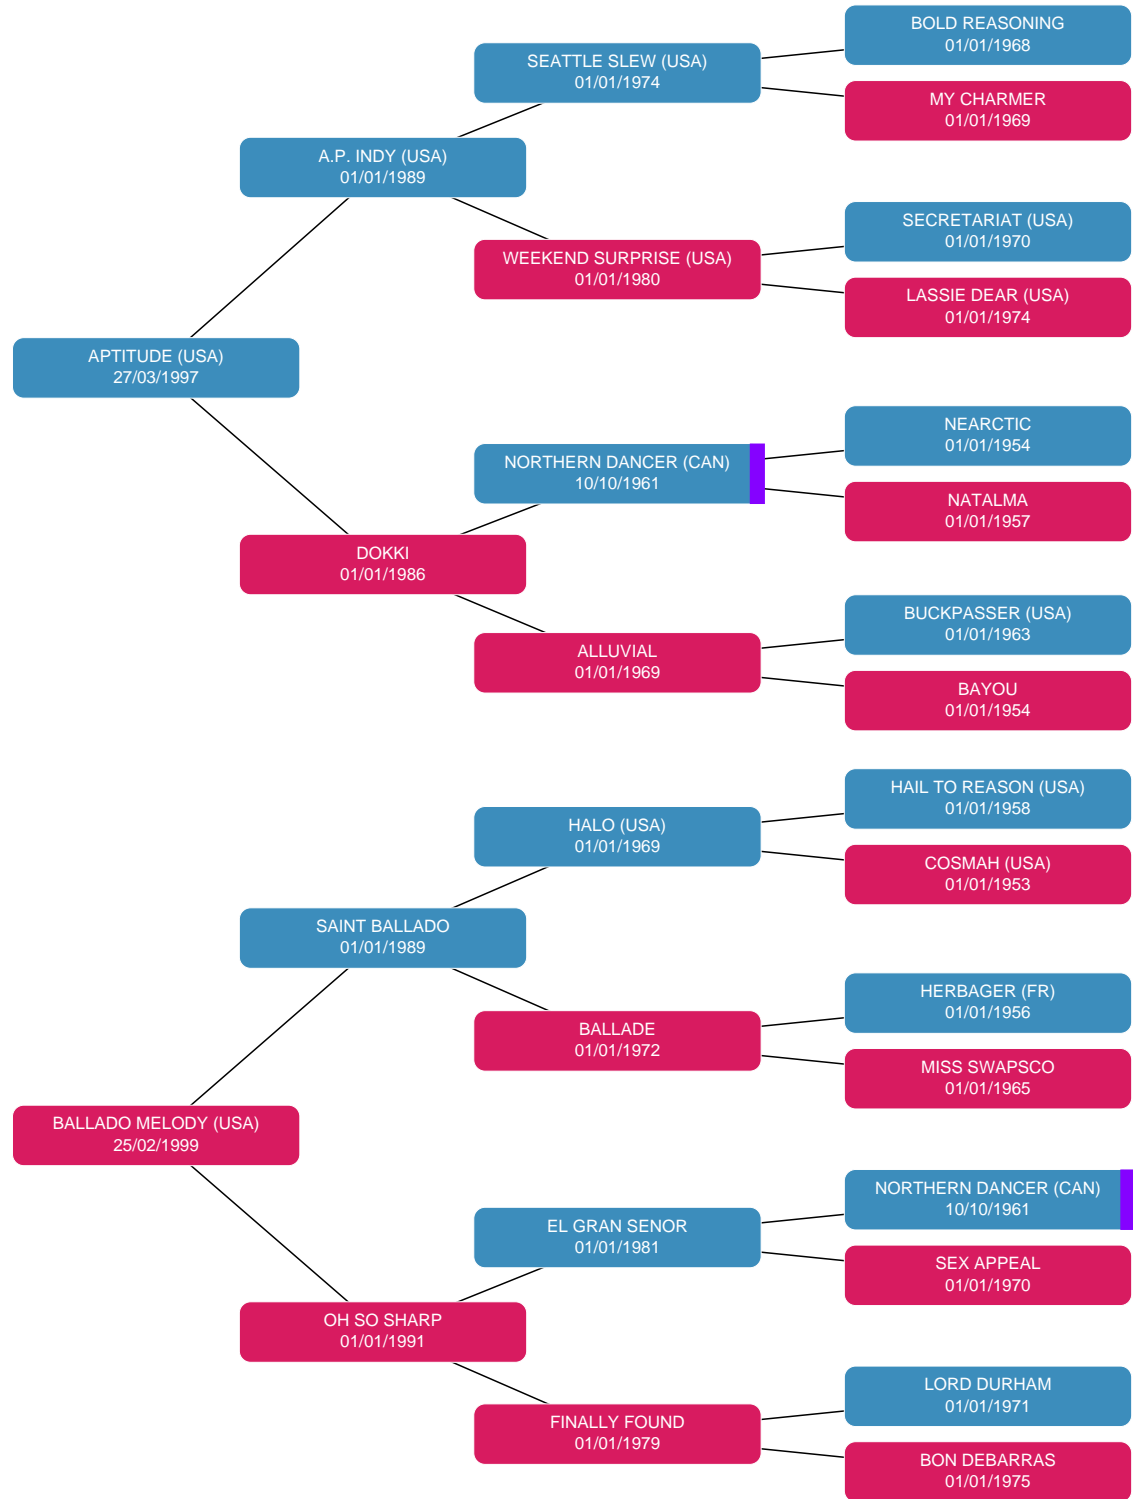 BOLD REASONING
01/01/1968
SEATTLE SLEW (USA)
01/01/1974
MY CHARMER
01/01/1969
A.P. INDY (USA)
01/01/1989
SECRETARIAT (USA)
01/01/1970
WEEKEND SURPRISE (USA)
01/01/1980
LASSIE DEAR (USA)
01/01/1974
APTITUDE (USA)
27/03/1997
NEARCTIC
01/01/1954
NORTHERN DANCER (CAN)
10/10/1961
NATALMA
01/01/1957
DOKKI
01/01/1986
BUCKPASSER (USA)
01/01/1963
ALLUVIAL
01/01/1969
BAYOU
01/01/1954
HAIL TO REASON (USA)
01/01/1958
HALO (USA)
01/01/1969
COSMAH (USA)
01/01/1953
SAINT BALLADO
01/01/1989
HERBAGER (FR)
01/01/1956
BALLADE
01/01/1972
MISS SWAPSCO
01/01/1965
BALLADO MELODY (USA)
25/02/1999
NORTHERN DANCER (CAN)
10/10/1961
EL GRAN SENOR
01/01/1981
SEX APPEAL
01/01/1970
OH SO SHARP
01/01/1991
LORD DURHAM
01/01/1971
FINALLY FOUND
01/01/1979
BON DEBARRAS
01/01/1975